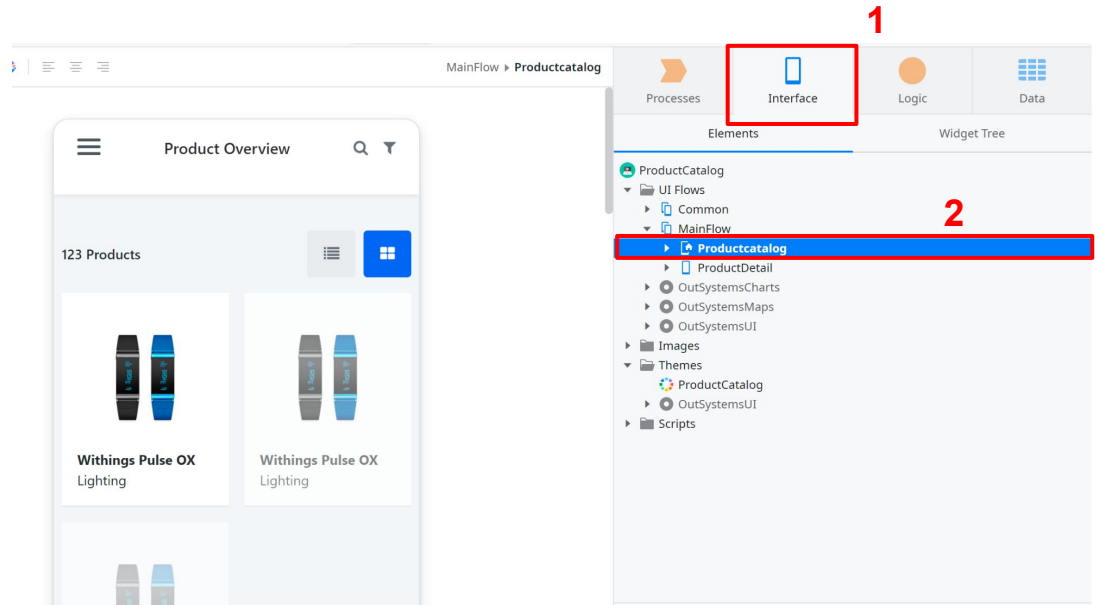 1
MainFlow ▸ Productcatalog
Processes
Interface
Logic
Data
Elements
Widget Tree
Product Overview
123 Products
Withings Pulse OX
Lighting
Withings Pulse OX
Lighting
ProductCatalog
UI Flows
Common
2
MainFlow
Productcatalog
ProductDetail
OutSystemsCharts
OutSystemsMaps
OutSystemsUI
Images
Themes
ProductCatalog
OutSystemsUI
Scripts